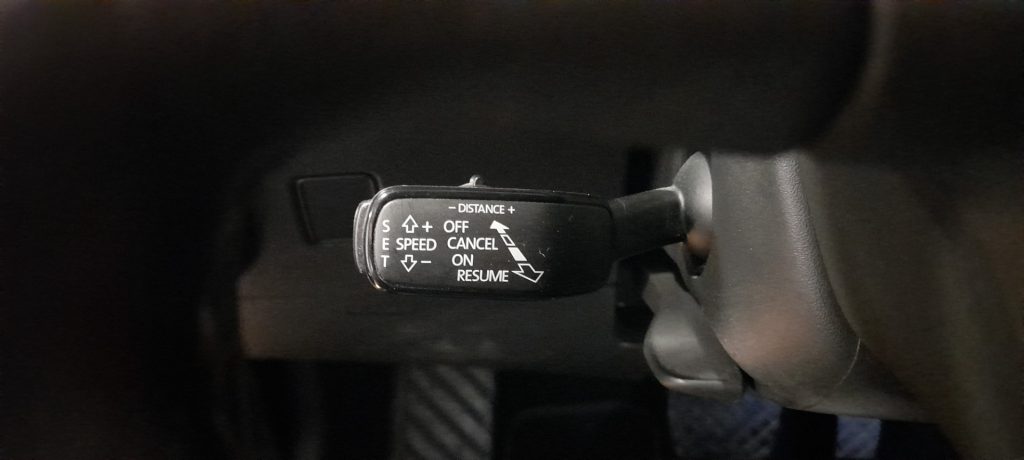 - DISTANCE +
S + OFF
E SPEED CANCEL
T - ON
RESUME